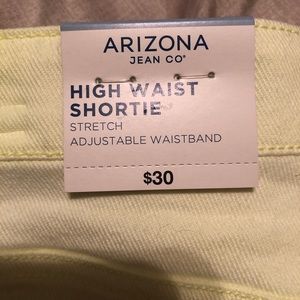 ARIZONA
JEAN CO®
HIGH WAIST
SHORTIE
STRETCH
ADJUSTABLE WAISTBAND
$30